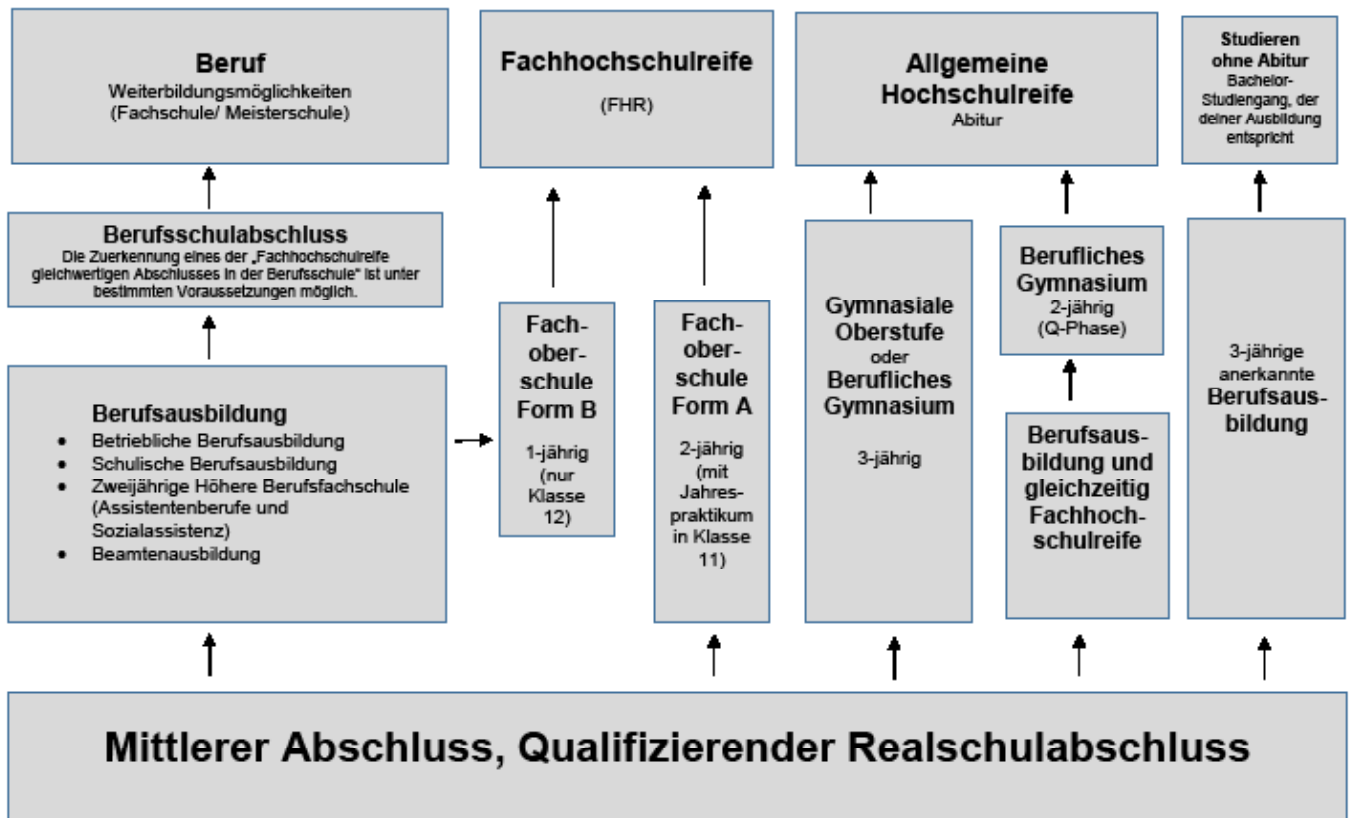 Beruf
Weiterbildungsmöglichkeiten
(Fachschule/ Meisterschule)
Fachhochschulreife
(FHR)
Allgemeine
Hochschulreife
Abitur
Studieren
ohne Abitur
Bachelor-
Studiengang, der
deiner Ausbildung
entspricht
Berufsschulabschluss
Die Zuerkennung eines der „Fachhochschulreife
gleichwertigen Abschlusses in der Berufsschule“ ist unter
bestimmten Voraussetzungen möglich.
Berufsausbildung
• Betriebliche Berufsausbildung
• Schulische Berufsausbildung
• Zweijährige Höhere Berufsfachschule
(Assistentenberufe und
Sozialassistenz)
• Beamtenausbildung
Fach-
ober-
schule
Form B
1-jährig
(nur
Klasse
12)
Fach-
ober-
schule
Form A
2-jährig
(mit
Jahres-
praktikum
in Klasse
11)
Gymnasiale
Oberstufe
oder
Berufliches
Gymnasium
3-jährig
Berufliches
Gymnasium
2-jährig
(Q-Phase)
Berufsaus-
bildung und
gleichzeitig
Fachhoch-
schulreife
3-jährige
anerkannte
Berufsaus-
bildung
Mittlerer Abschluss, Qualifizierender Realschulabschluss